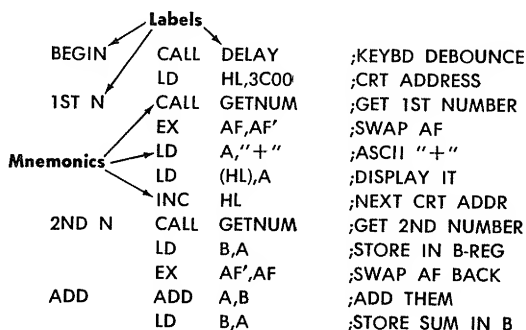 Labels
BEGIN CALL DELAY ;KEYBD DEBOUNCE
LD HL,3C00 ;CRT ADDRESS
1ST N CALL GETNUM ;GET 1ST NUMBER
EX AF,AF' ;SWAP AF
Mnemonics LD A,"+" ;ASCII "+"
LD (HL),A ;DISPLAY IT
INC HL ;NEXT CRT ADDR
2ND N CALL GETNUM ;GET 2ND NUMBER
LD B,A ;STORE IN B-REG
EX AF',AF ;SWAP AF BACK
ADD ADD A,B ;ADD THEM
LD B,A ;STORE SUM IN B